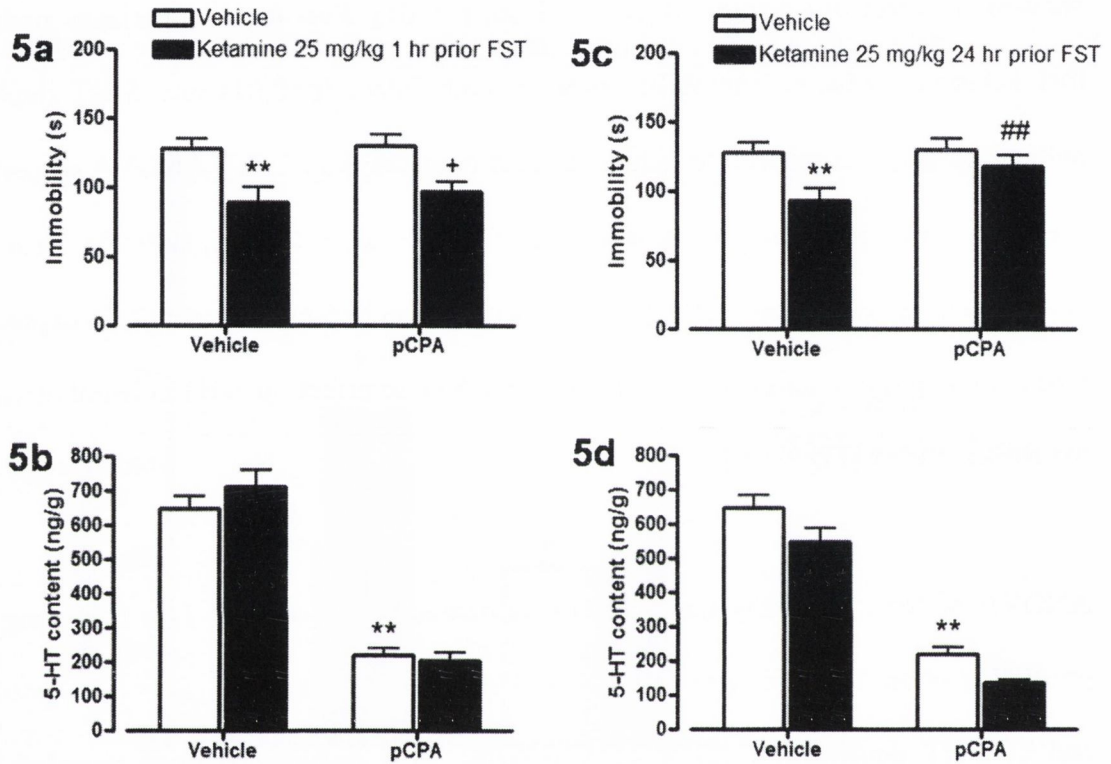 5a
Vehicle
Ketamine 25 mg/kg 1 hr prior FST
200
150
100
50
0
Immobility (s)
**
+
Vehicle
pCPA
5c
Vehicle
Ketamine 25 mg/kg 24 hr prior FST
200
150
100
50
0
Immobility (s)
**
##
Vehicle
pCPA
5b
800
700
600
500
400
300
200
100
0
5-HT content (ng/g)
**
Vehicle
pCPA
5d
800
700
600
500
400
300
200
100
0
5-HT content (ng/g)
**
Vehicle
pCPA